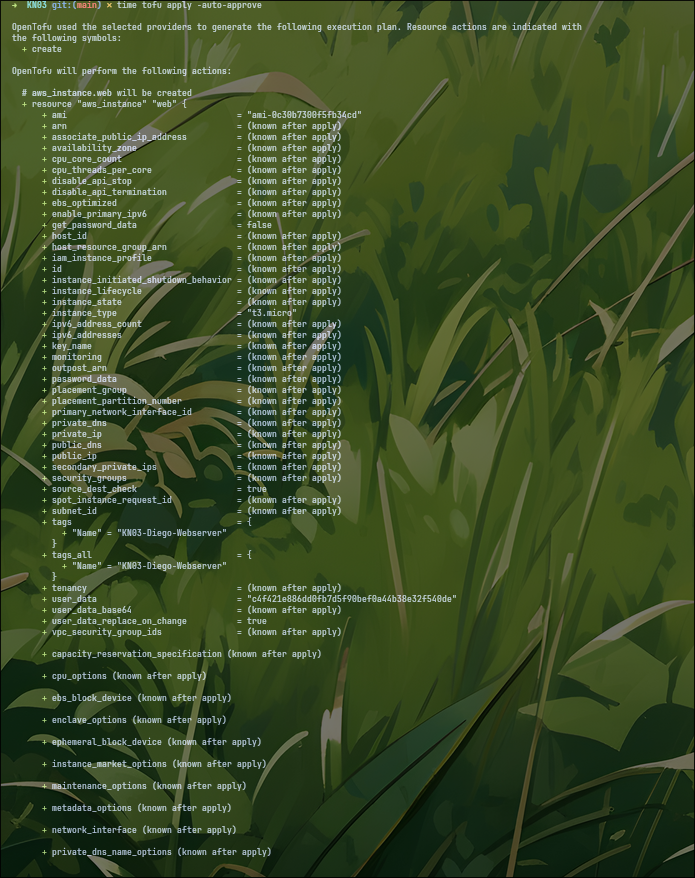 → KN03 git:(main) × time tofu apply -auto-approve
OpenTofu used the selected providers to generate the following execution plan. Resource actions are indicated with
the following symbols:
+ create
OpenTofu will perform the following actions:
# aws_instance.web will be created
+ resource "aws_instance" "web" {
+ ami = "ami-0c30b7300f5fb34cd"
+ arn = (known after apply)
+ associate_public_ip_address = (known after apply)
+ availability_zone = (known after apply)
+ cpu_core_count = (known after apply)
+ cpu_threads_per_core = (known after apply)
+ disable_api_stop = (known after apply)
+ disable_api_termination = (known after apply)
+ ebs_optimized = (known after apply)
+ enable_primary_ipv6 = (known after apply)
+ get_password_data = false
+ host_id = (known after apply)
+ host_resource_group_arn = (known after apply)
+ iam_instance_profile = (known after apply)
+ id = (known after apply)
+ instance_initiated_shutdown_behavior = (known after apply)
+ instance_lifecycle = (known after apply)
+ instance_state = (known after apply)
+ instance_type = "t3.micro"
+ ipv6_address_count = (known after apply)
+ ipv6_addresses = (known after apply)
+ key_name = (known after apply)
+ monitoring = (known after apply)
+ outpost_arn = (known after apply)
+ password_data = (known after apply)
+ placement_group = (known after apply)
+ placement_partition_number = (known after apply)
+ primary_network_interface_id = (known after apply)
+ private_dns = (known after apply)
+ private_ip = (known after apply)
+ public_dns = (known after apply)
+ public_ip = (known after apply)
+ secondary_private_ips = (known after apply)
+ security_groups = (known after apply)
+ source_dest_check = true
+ spot_instance_request_id = (known after apply)
+ subnet_id = (known after apply)
+ tags = {
+ "Name" = "KN03-Diego-Webserver"
}
+ tags_all = {
+ "Name" = "KN03-Diego-Webserver"
}
+ tenancy = (known after apply)
+ user_data = "c4f421e886dd0fb7d5f90bef0a44b38e32f540de"
+ user_data_base64 = (known after apply)
+ user_data_replace_on_change = true
+ vpc_security_group_ids = (known after apply)
+ capacity_reservation_specification (known after apply)
+ cpu_options (known after apply)
+ ebs_block_device (known after apply)
+ enclave_options (known after apply)
+ ephemeral_block_device (known after apply)
+ instance_market_options (known after apply)
+ maintenance_options (known after apply)
+ metadata_options (known after apply)
+ network_interface (known after apply)
+ private_dns_name_options (known after apply)